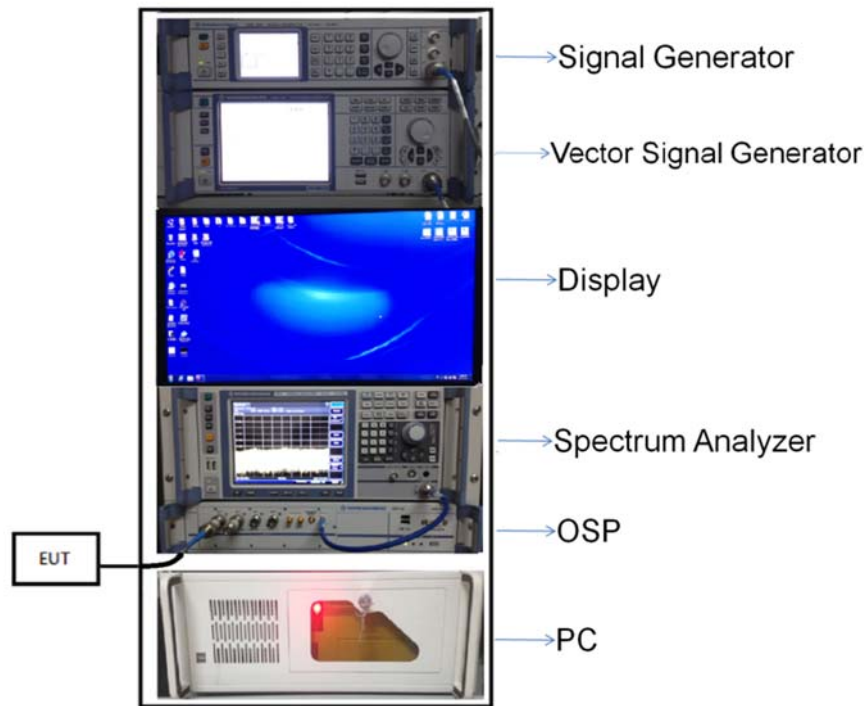 Signal Generator
Vector Signal Generator
Display
Spectrum Analyzer
OSP
EUT
PC